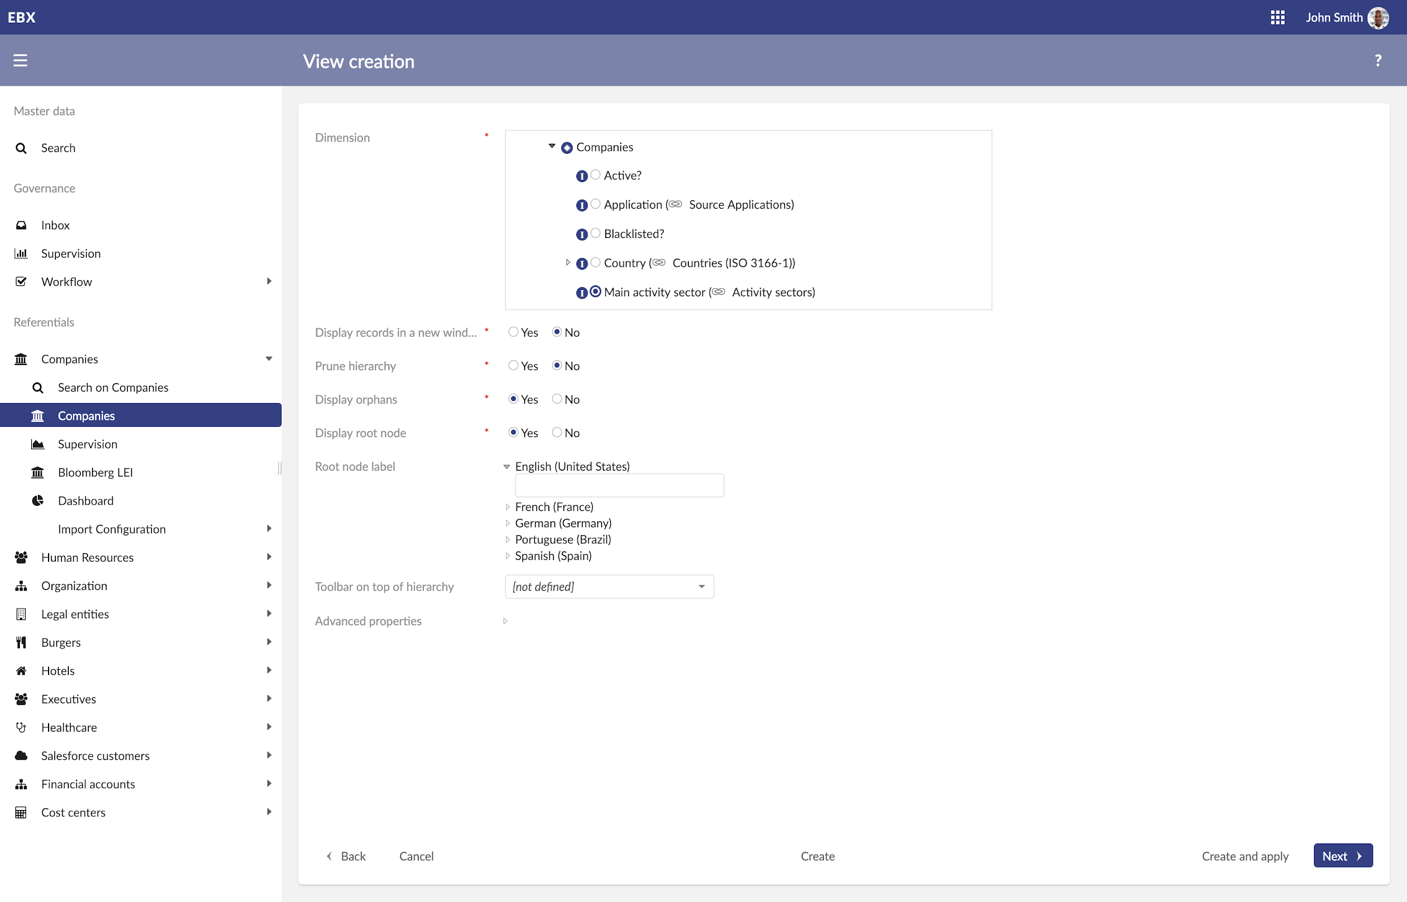 EBX
John Smith
View creation
?
Master data
Search
Governance
Inbox
Supervision
Workflow
Referentials
Companies
Search on Companies
Companies
Supervision
Bloomberg LEI
Dashboard
Import Configuration
Human Resources
Organization
Legal entities
Burgers
Hotels
Executives
Healthcare
Salesforce customers
Financial accounts
Cost centers
Dimension *
Companies
Active?
Application ( Source Applications)
Blacklisted?
Country ( Countries (ISO 3166-1))
Main activity sector ( Activity sectors)
Display records in a new wind... * Yes No
Prune hierarchy * Yes No
Display orphans * Yes No
Display root node * Yes No
Root node label English (United States)
French (France)
German (Germany)
Portuguese (Brazil)
Spanish (Spain)
Toolbar on top of hierarchy [not defined]
Advanced properties
Back Cancel Create Create and apply Next